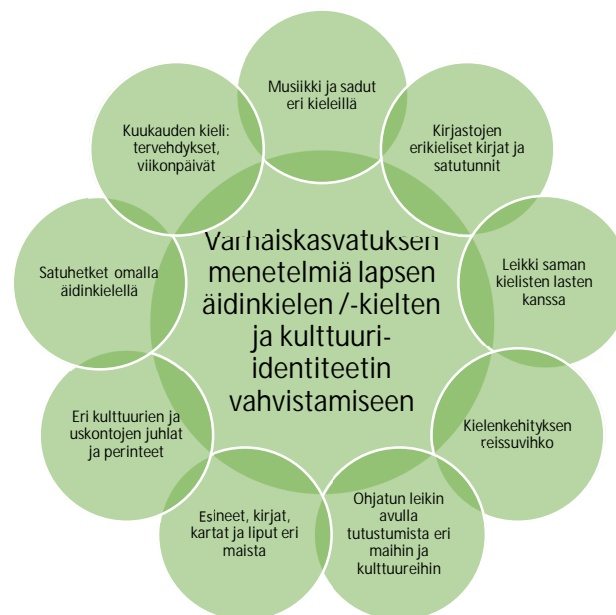 Musiikki ja sadut
eri kieleillä
Kirjastojen
erikieliset kirjat ja
satutunnit
Leikki saman
kielisten lasten
kanssa
Kielenkehityksen
reissuvihko
Ohjatun leikin
avulla
tutustumista eri
maihin ja
kulttuureihin
Esineet, kirjat,
kartat ja liput eri
maista
Eri kulttuurien ja
uskontojen juhlat
ja perinteet
Satuhetket omalla
äidinkielellä
Kuukauden kieli:
tervehdykset,
viikonpäivät
Varhaiskasvatuksen
menetelmiä lapsen
äidinkielen /-kielten
ja kulttuuri-
identiteetin
vahvistamiseen